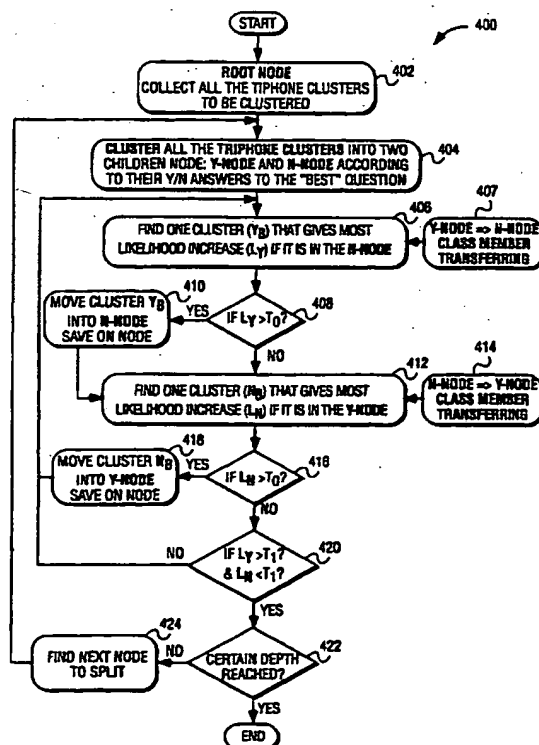 START
400
ROOT NODE
COLLECT ALL THE TIPHONE CLUSTERS
TO BE CLUSTERED
402
CLUSTER ALL THE TRIPHONE CLUSTERS INTO TWO
CHILDREN NODE: Y-NODE AND N-NODE ACCORDING
TO THEIR Y/N ANSWERS TO THE "BEST" QUESTION
404
406
FIND ONE CLUSTER (YB) THAT GIVES MOST
LIKELIHOOD INCREASE (LY) IF IT IS IN THE N-NODE
407
Y-NODE => N-NODE
CLASS MEMBER
TRANSFERRING
410
MOVE CLUSTER YB
INTO N-NODE
SAVE ON NODE
YES
IF LY>T0?
408
NO
412
FIND ONE CLUSTER (NB) THAT GIVES MOST
LIKELIHOOD INCREASE (LN) IF IT IS IN THE Y-NODE
414
N-NODE => Y-NODE
CLASS MEMBER
TRANSFERRING
418
MOVE CLUSTER NB
INTO Y-NODE
SAVE ON NODE
YES
IF LN>T0?
416
NO
NO
IF LY>T1?
& LN<T1?
420
YES
424
FIND NEXT NODE
TO SPLIT
NO
CERTAIN DEPTH
REACHED?
422
YES
END